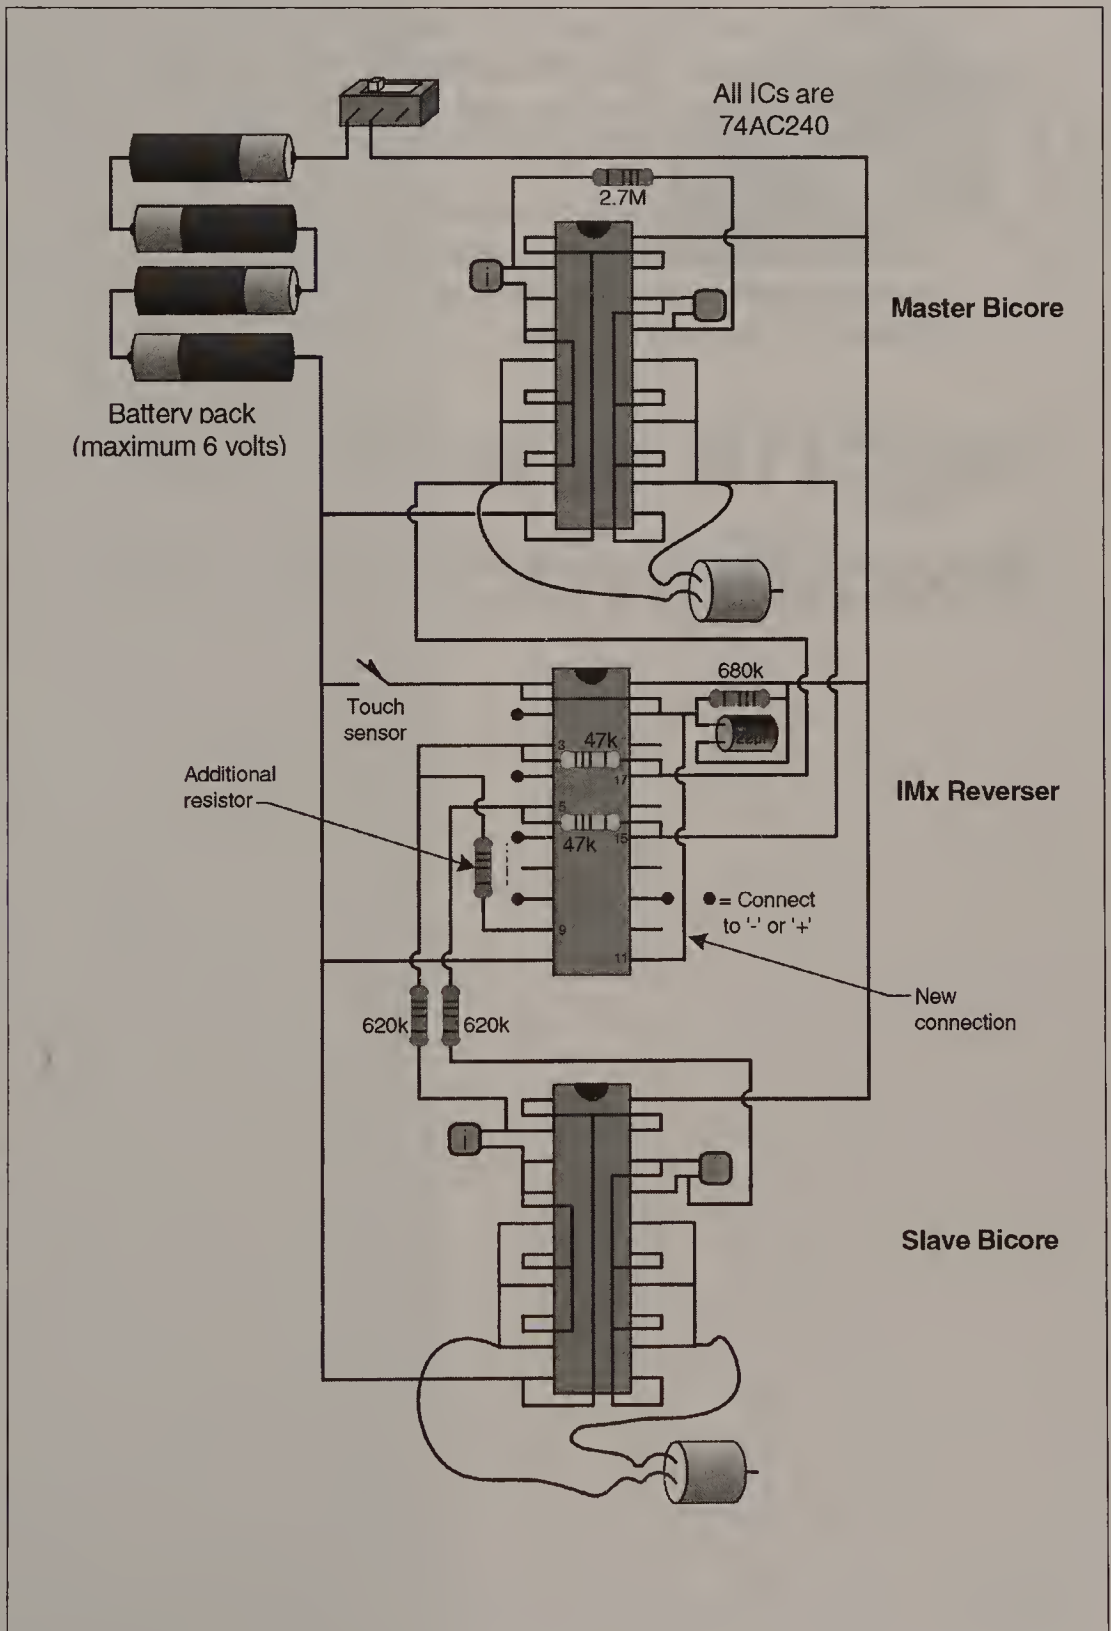 All ICs are
74AC240
2.7M
i
Master Bicore
Battery pack
(maximum 6 volts)
680k
Touch
sensor
22µF
3
47k
17
Additional
resistor
IMx Reverser
5
47k
15
= Connect
to '-' or '+'
9
11
New
connection
620k
620k
i
Slave Bicore